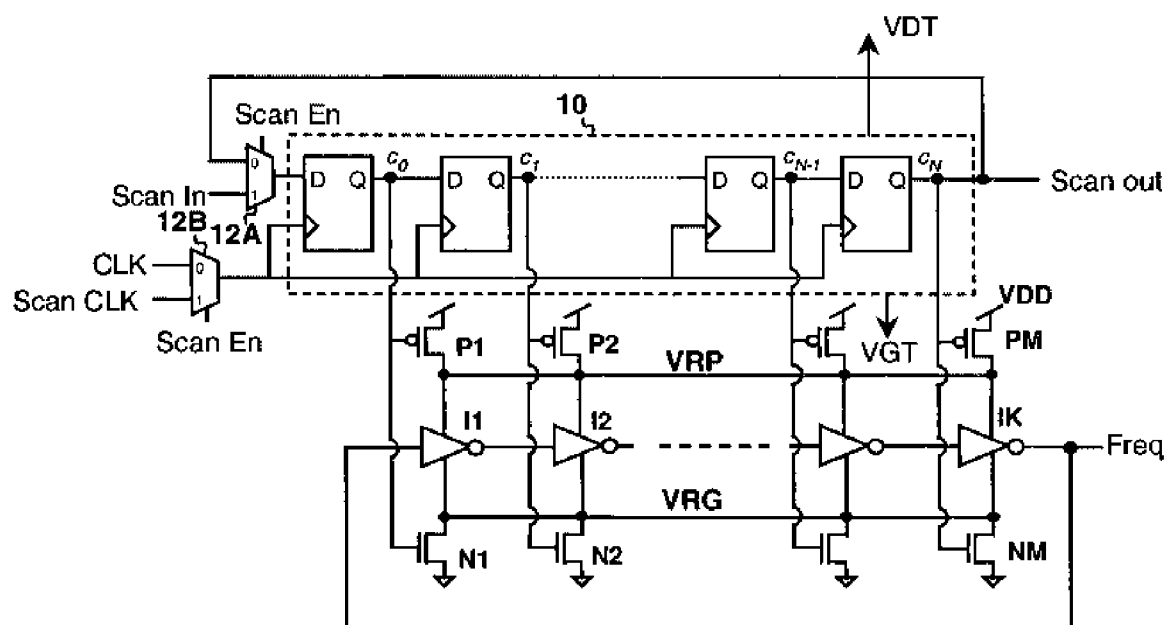 VDT
Scan En
10
0
1
Scan In
12B
12A
D Q
c0
D Q
c1
D Q
cN-1
D Q
cN
Scan out
CLK
0
Scan CLK
1
Scan En
VDD
P1
P2
VRP
VGT
PM
I1
I2
IK
Freq
VRG
N1
N2
NM